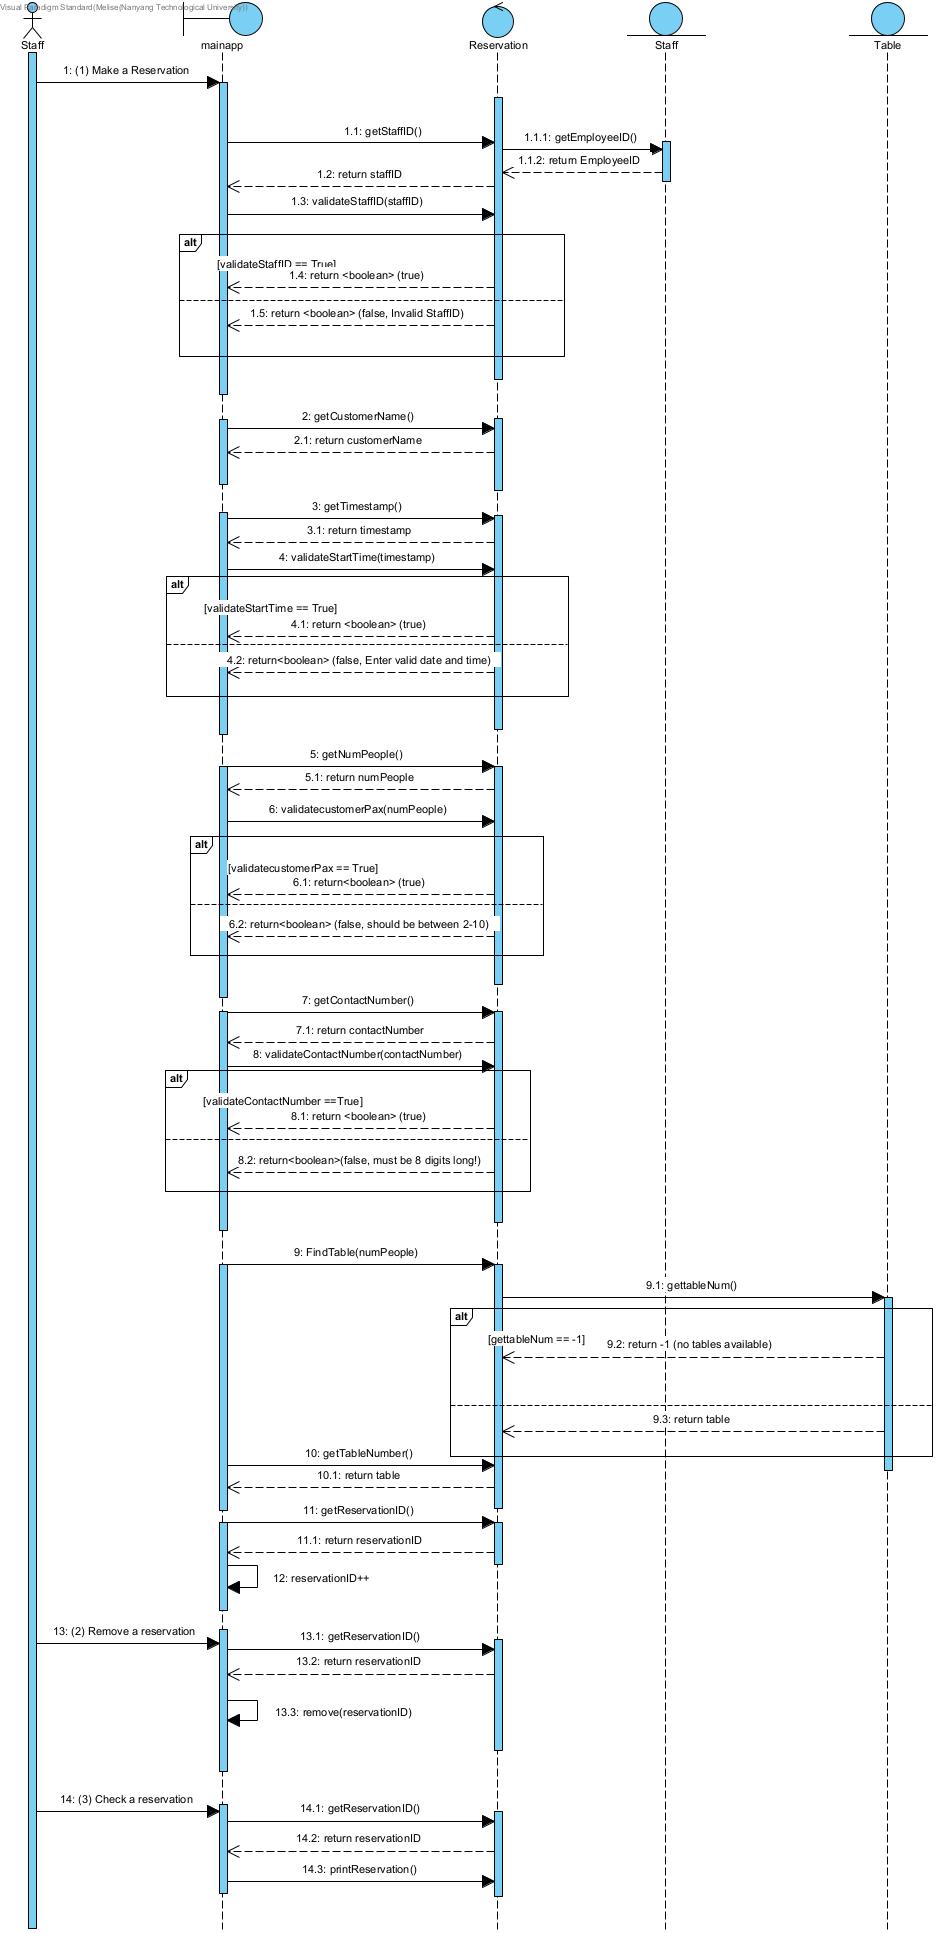 Visual Paradigm Standard(Melise(Nanyang Technological University))
Staff
mainapp
Reservation
Staff
Table
1: (1) Make a Reservation
1.1: getStaffID()
1.1.1: getEmployeeID()
1.1.2: return EmployeeID
1.2: return staffID
1.3: validateStaffID(staffID)
alt
[validateStaffID == True]
1.4: return <boolean> (true)
1.5: return <boolean> (false, Invalid StaffID)
2: getCustomerName()
2.1: return customerName
3: getTimestamp()
3.1: return timestamp
4: validateStartTime(timestamp)
alt
[validateStartTime == True]
4.1: return <boolean> (true)
4.2: return<boolean> (false, Enter valid date and time)
5: getNumPeople()
5.1: return numPeople
6: validatecustomerPax(numPeople)
alt
[validatecustomerPax == True]
6.1: return<boolean> (true)
6.2: return<boolean> (false, should be between 2-10)
7: getContactNumber()
7.1: return contactNumber
8: validateContactNumber(contactNumber)
alt
[validateContactNumber ==True]
8.1: return <boolean> (true)
8.2: return<boolean>(false, must be 8 digits long!)
9: FindTable(numPeople)
9.1: gettableNum()
alt
[gettableNum == -1]
9.2: return -1 (no tables available)
9.3: return table
10: getTableNumber()
10.1: return table
11: getReservationID()
11.1: return reservationID
12: reservationID++
13: (2) Remove a reservation
13.1: getReservationID()
13.2: return reservationID
13.3: remove(reservationID)
14: (3) Check a reservation
14.1: getReservationID()
14.2: return reservationID
14.3: printReservation()